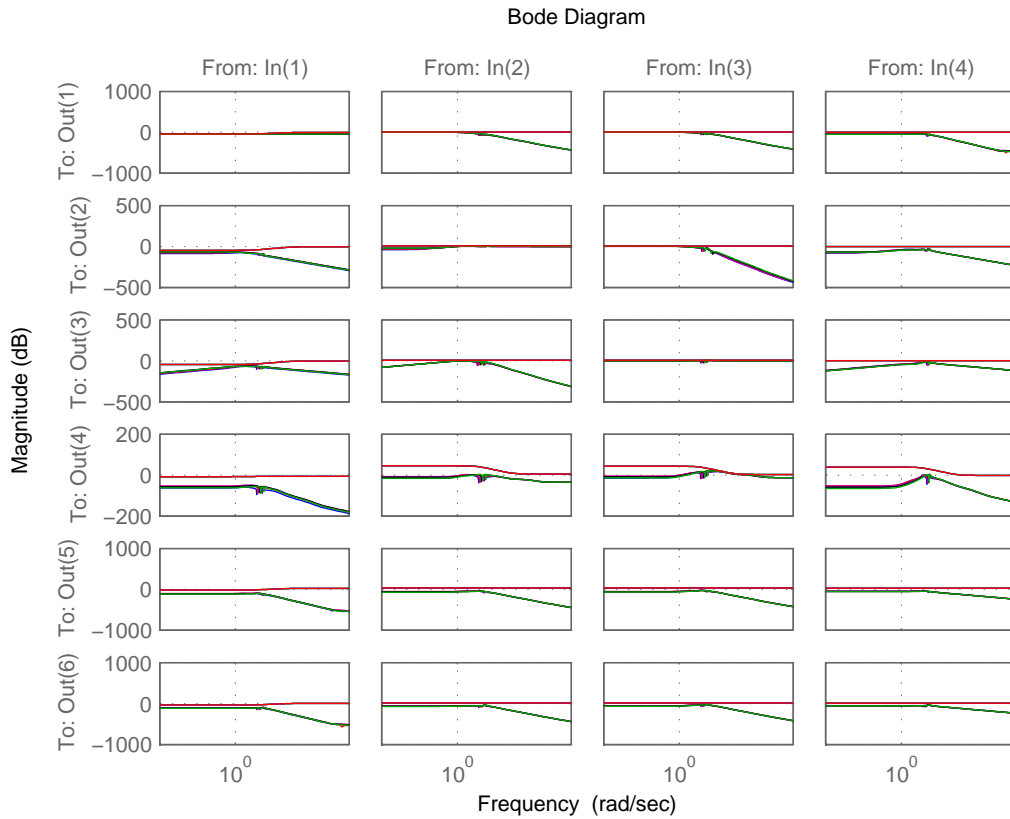 Bode Diagram
From: In(1) From: In(2) From: In(3) From: In(4)
To: Out(1)
1000
0
−1000
To: Out(2)
500
0
−500
To: Out(3)
500
0
−500
To: Out(4)
200
0
−200
To: Out(5)
1000
0
−1000
To: Out(6)
1000
0
−1000
Magnitude (dB)
10^0 10^0 10^0 10^0
Frequency (rad/sec)